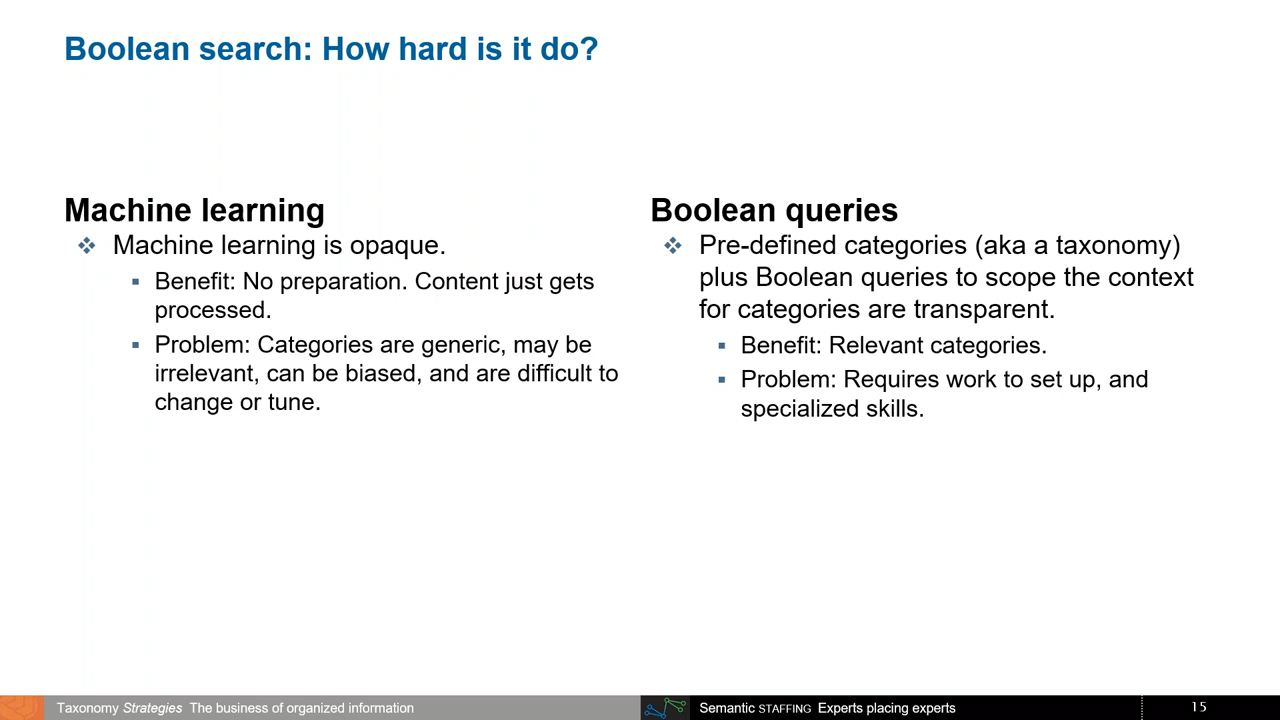 Boolean search: How hard is it do?
Machine learning
❖ Machine learning is opaque.
▪ Benefit: No preparation. Content just gets
processed.
▪ Problem: Categories are generic, may be
irrelevant, can be biased, and are difficult to
change or tune.
Boolean queries
❖ Pre-defined categories (aka a taxonomy)
plus Boolean queries to scope the context
for categories are transparent.
▪ Benefit: Relevant categories.
▪ Problem: Requires work to set up, and
specialized skills.
Taxonomy Strategies The business of organized information
Semantic STAFFING Experts placing experts
15